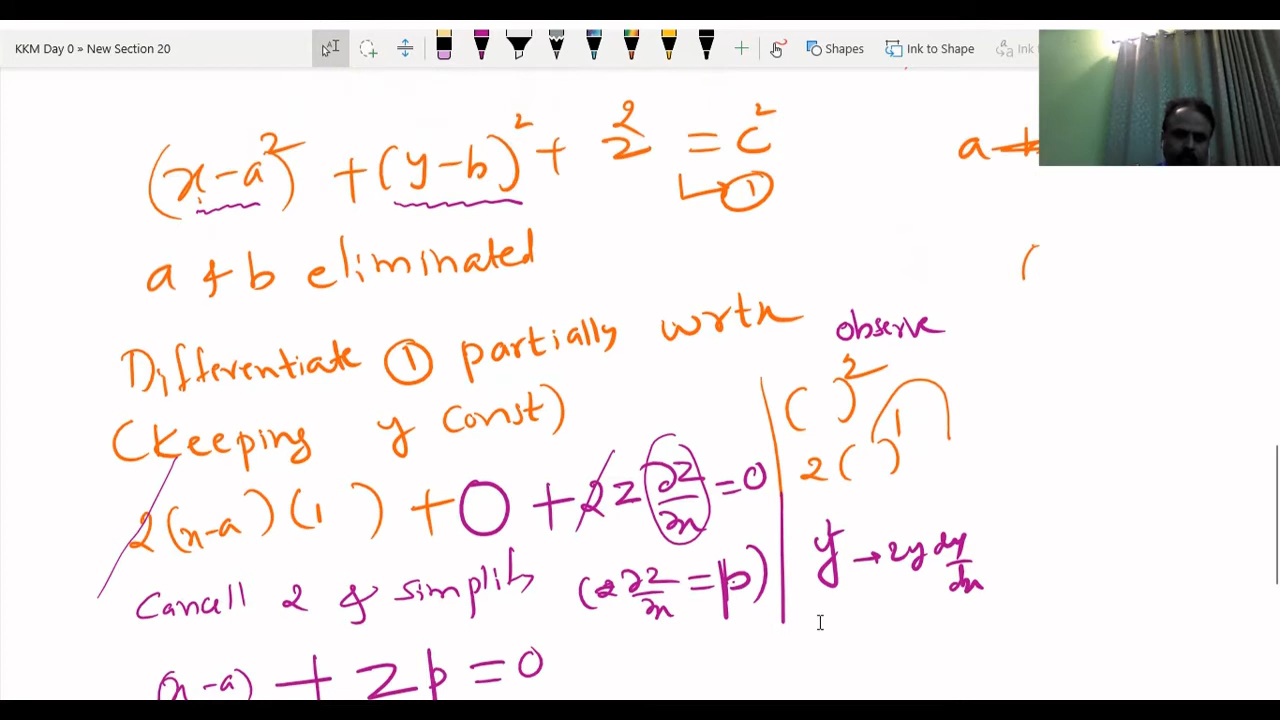 KKM Day 0 » New Section 20
Shapes Ink to Shape Ink t
(x-a)² + (y-b)² + z² = c²
①
a & b eliminated
Differentiate ① partially wrtx
(Keeping y const)
2(x-a)(1) + 0 + 2z ∂z/∂x = 0
Cancell 2 & simplify (∂z/∂x = p)
(x-a) + zp = 0
observe
( )²
2( )¹
y² → 2y dy/dx